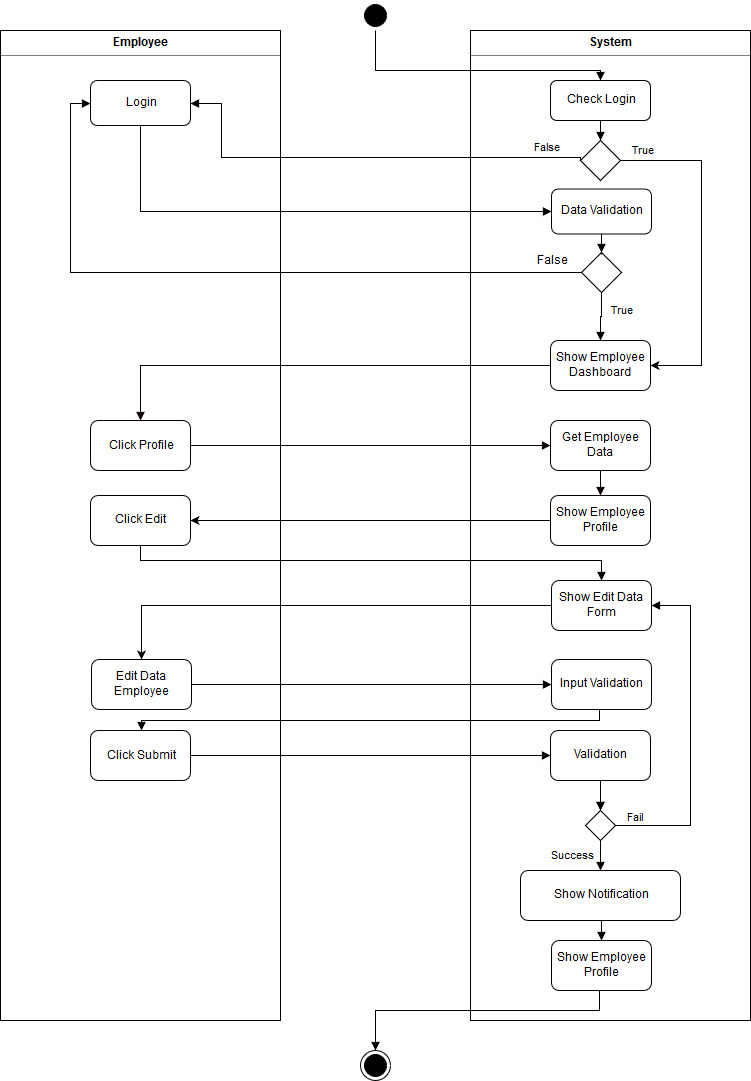 Employee
System
Login
Check Login
False
True
Data Validation
False
True
Show Employee
Dashboard
Click Profile
Get Employee
Data
Click Edit
Show Employee
Profile
Show Edit Data
Form
Edit Data
Employee
Input Validation
Click Submit
Validation
Fail
Success
Show Notification
Show Employee
Profile